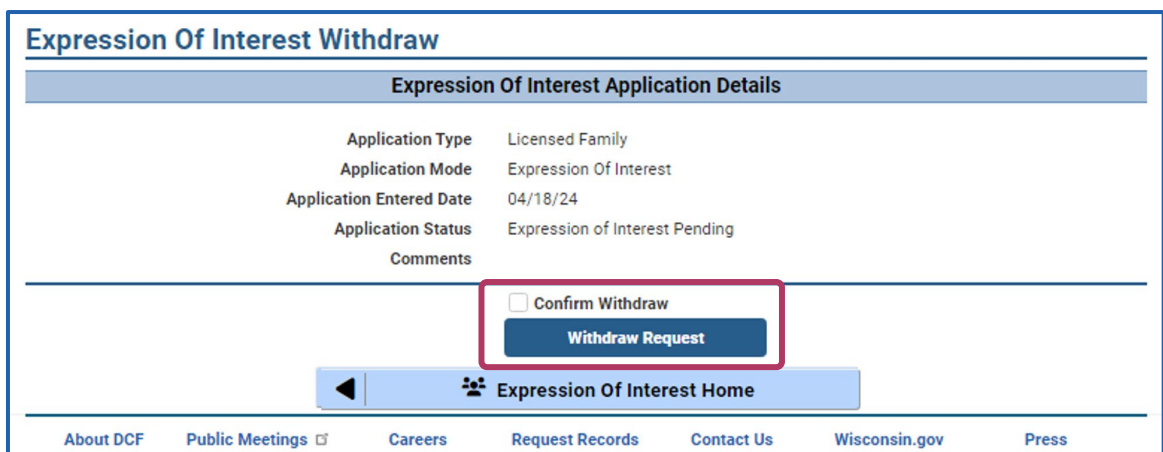 Expression Of Interest Withdraw
Expression Of Interest Application Details
Application Type Licensed Family
Application Mode Expression Of Interest
Application Entered Date 04/18/24
Application Status Expression of Interest Pending
Comments
Confirm Withdraw
Withdraw Request
Expression Of Interest Home
About DCF Public Meetings Careers Request Records Contact Us Wisconsin.gov Press